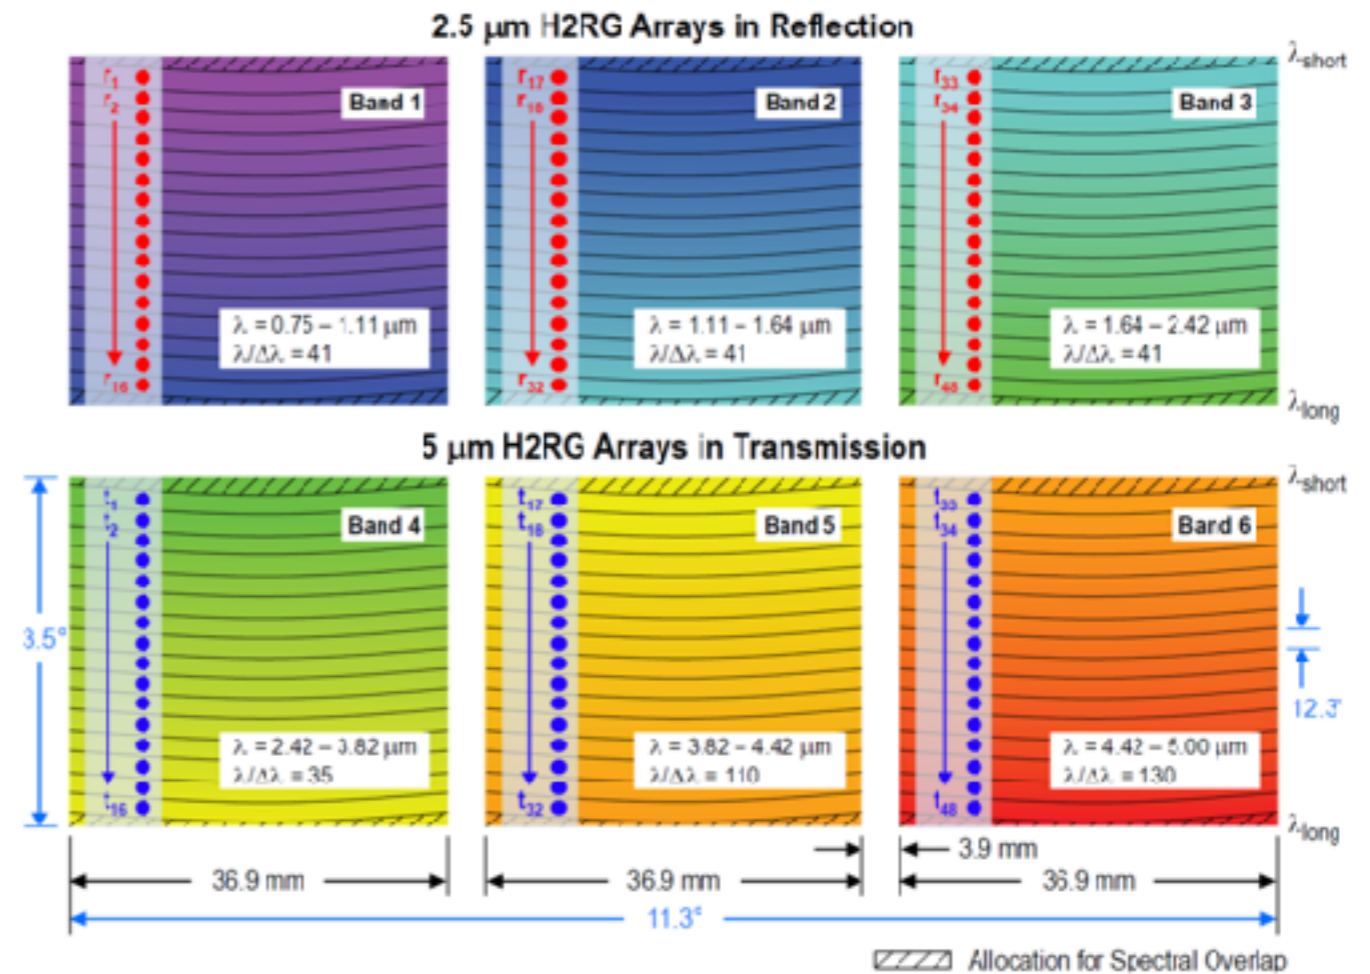 2.5 μm H2RG Arrays in Reflection
λshort
r1
r2
Band 1
r17
r18
Band 2
r33
r34
Band 3
λ = 0.75 – 1.11 μm
λ/Δλ = 41
r16
λ = 1.11 – 1.64 μm
λ/Δλ = 41
r32
λ = 1.64 – 2.42 μm
λ/Δλ = 41
r48
λlong
5 μm H2RG Arrays in Transmission
λshort
t1
t2
Band 4
t17
t18
Band 5
t33
t34
Band 6
3.5°
12.3'
λ = 2.42 – 3.82 μm
λ/Δλ = 35
t16
λ = 3.82 – 4.42 μm
λ/Δλ = 110
t32
λ = 4.42 – 5.00 μm
λ/Δλ = 130
t48
λlong
3.9 mm
36.9 mm
36.9 mm
36.9 mm
11.3°
Allocation for Spectral Overlap